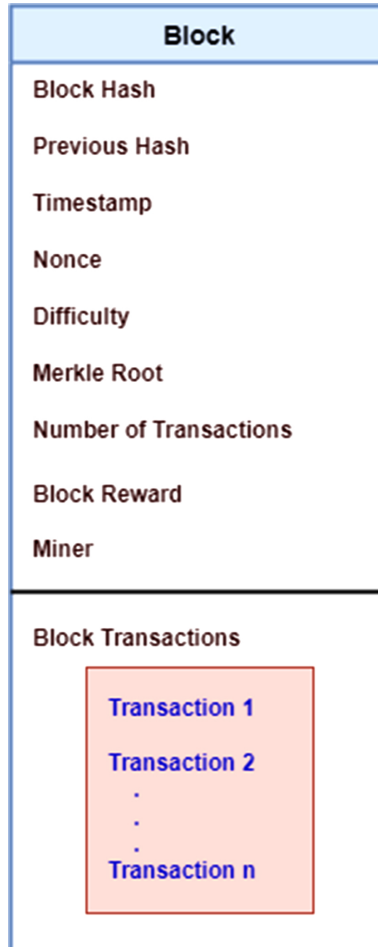 Block
Block Hash
Previous Hash
Timestamp
Nonce
Difficulty
Merkle Root
Number of Transactions
Block Reward
Miner
Block Transactions
Transaction 1
Transaction 2
.
.
.
Transaction n